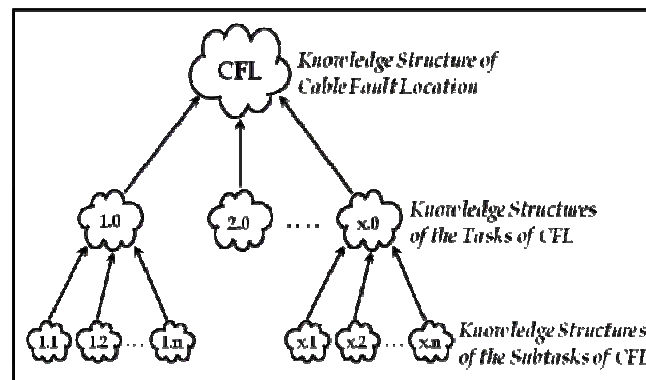 CFL
Knowledge Structure of
Cable Fault Location
1.0 2.0 .... x.0
Knowledge Structures
of the Tasks of CFL
1.1 1.2 ... 1.n x.1 x.2 ... x.n
Knowledge Structures
of the Subtasks of CFL